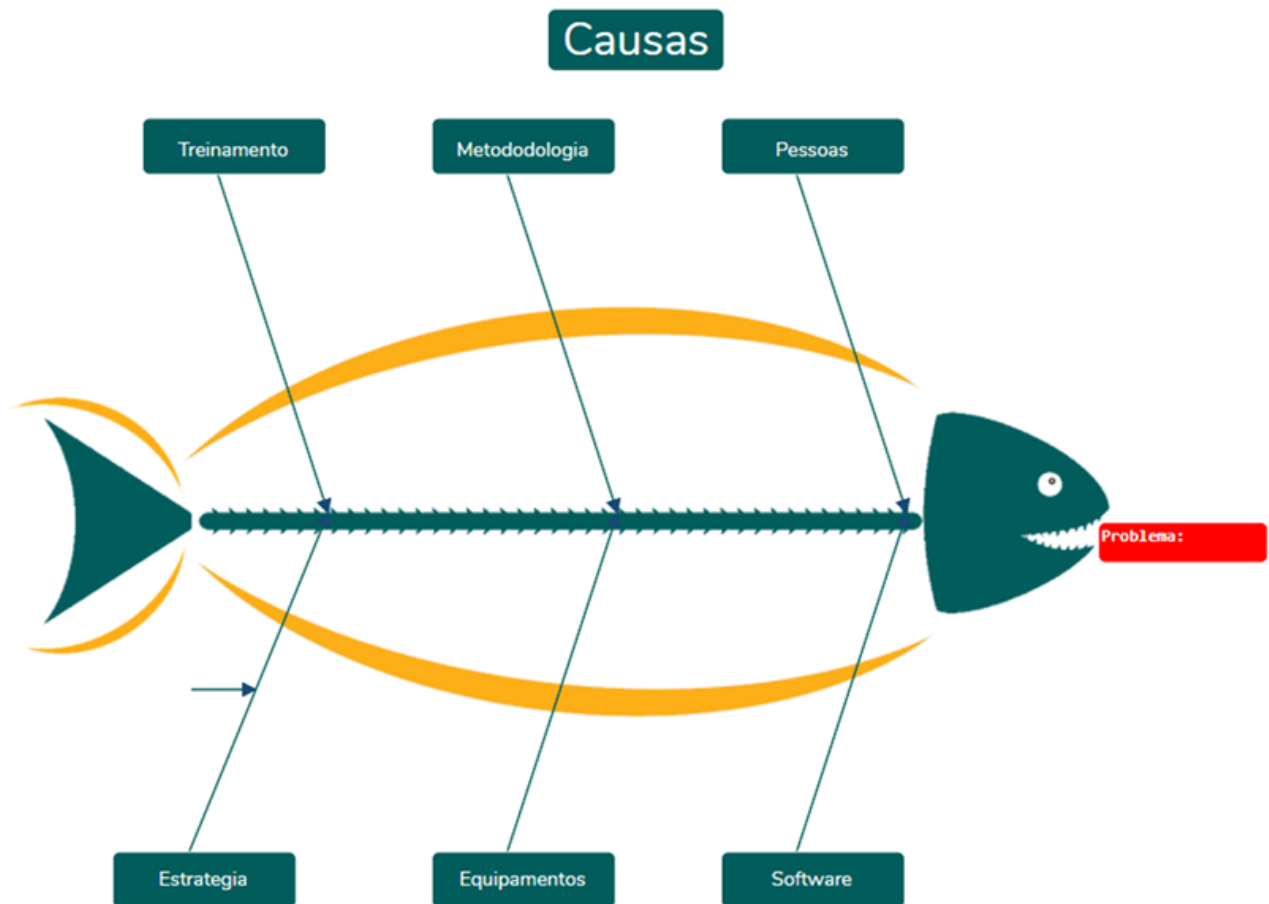 Causas
Treinamento
Metododologia
Pessoas
Problema:
Estrategia
Equipamentos
Software